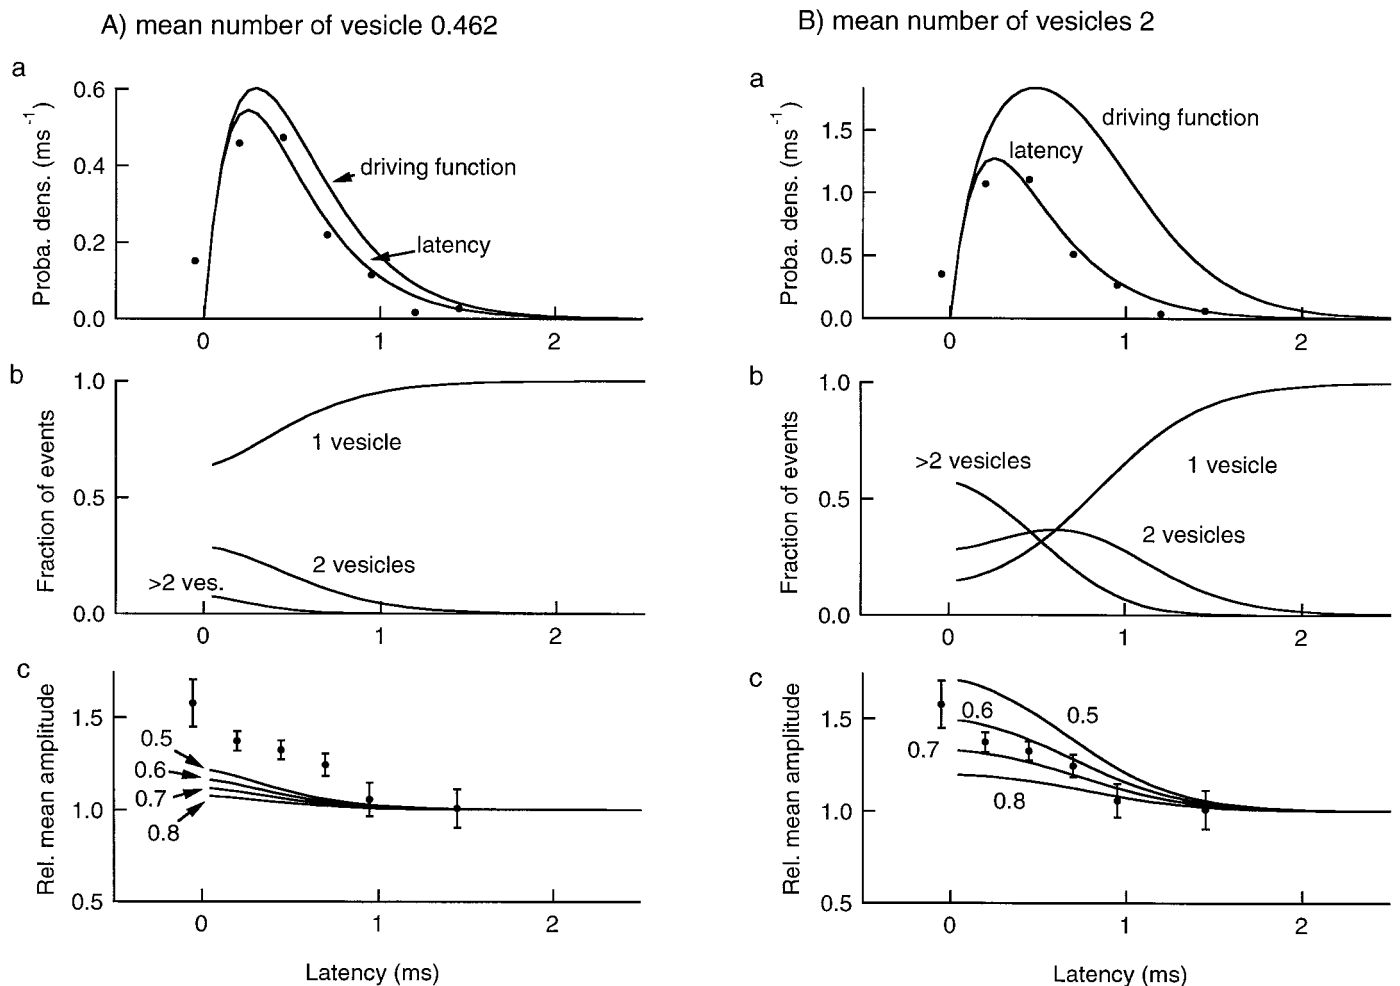 A) mean number of vesicle 0.462
a
0.6
0.4
0.2
0.0
Proba. dens. (ms⁻¹)
driving function
latency
0 1 2
b
1.0
0.5
0.0
Fraction of events
1 vesicle
2 vesicles
>2 ves.
0 1 2
c
1.5
1.0
0.5
Rel. mean amplitude
0.5
0.6
0.7
0.8
0 1 2
Latency (ms)
B) mean number of vesicles 2
a
1.5
1.0
0.5
0.0
Proba. dens. (ms⁻¹)
driving function
latency
0 1 2
b
1.0
0.5
0.0
Fraction of events
>2 vesicles
1 vesicle
2 vesicles
0 1 2
c
1.5
1.0
0.5
Rel. mean amplitude
0.5
0.6
0.7
0.8
0 1 2
Latency (ms)